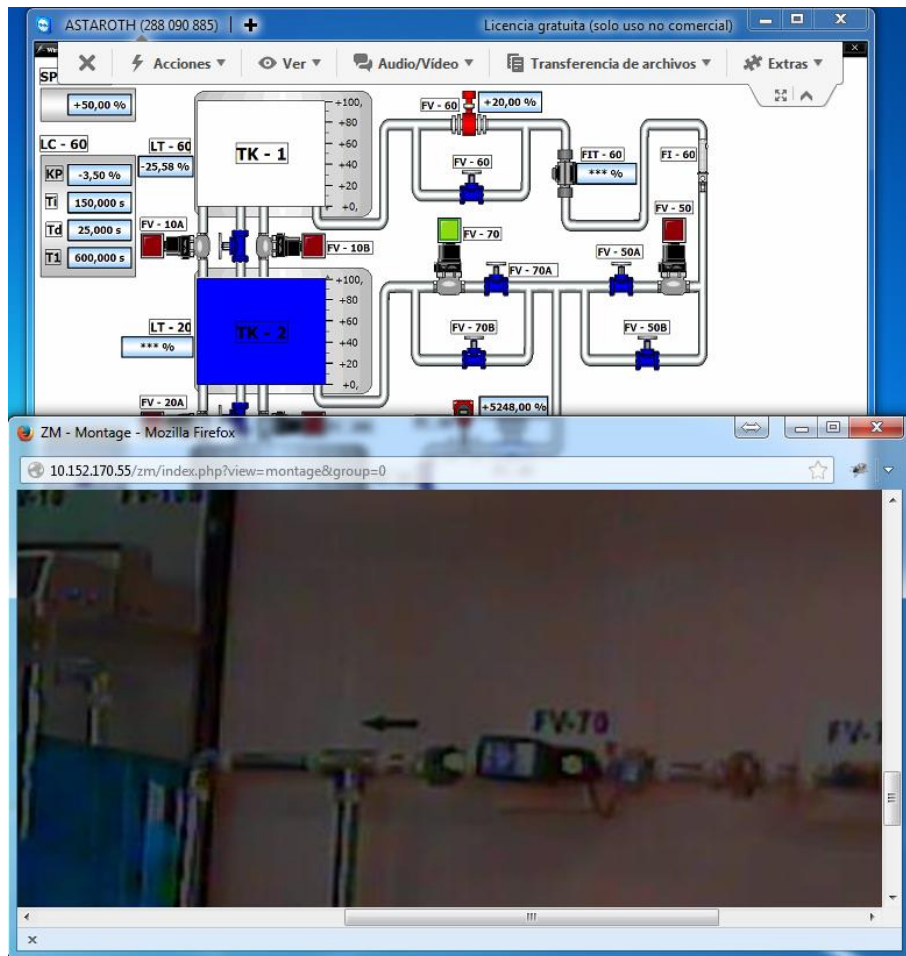 ASTAROTH (288 090 885)
Licencia gratuita (solo uso no comercial)
Acciones
Ver
Audio/Vídeo
Transferencia de archivos
Extras
SP
+50,00 %
LC - 60
KP -3,50 %
Ti 150,000 s
Td 25,000 s
T1 600,000 s
LT - 60
-25,58 %
TK - 1
+100,
+80
+60
+40
+20
+0,
FV - 60
+20,00 %
FV - 60
FIT - 60
*** %
FI - 60
FV - 10A
FV - 10B
FV - 70
FV - 50
FV - 70A
FV - 50A
LT - 20
*** %
TK - 2
+100,
+80
+60
+40
+20
+0,
FV - 70B
FV - 50B
FV - 20A
+5248,00 %
ZM - Montage - Mozilla Firefox
10.152.170.55/zm/index.php?view=montage&group=0
FV-70